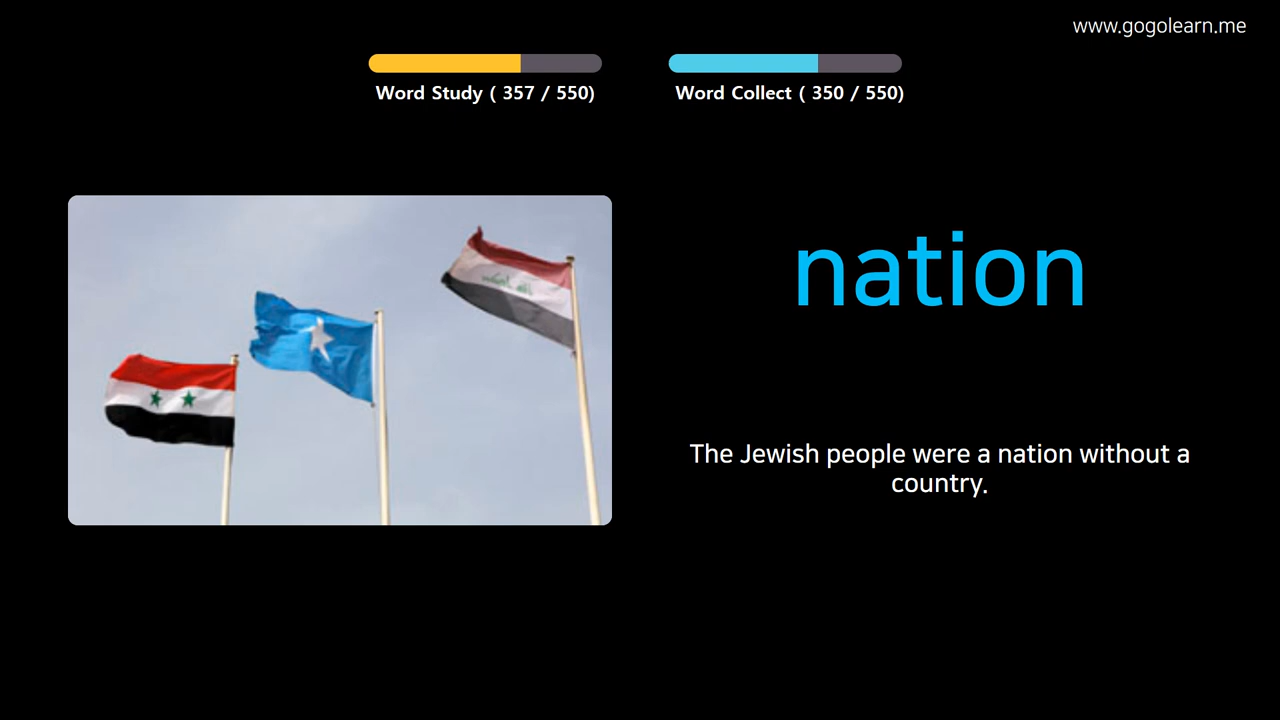 www.gogolearn.me
Word Study ( 357 / 550)
Word Collect ( 350 / 550)
nation
The Jewish people were a nation without a
country.